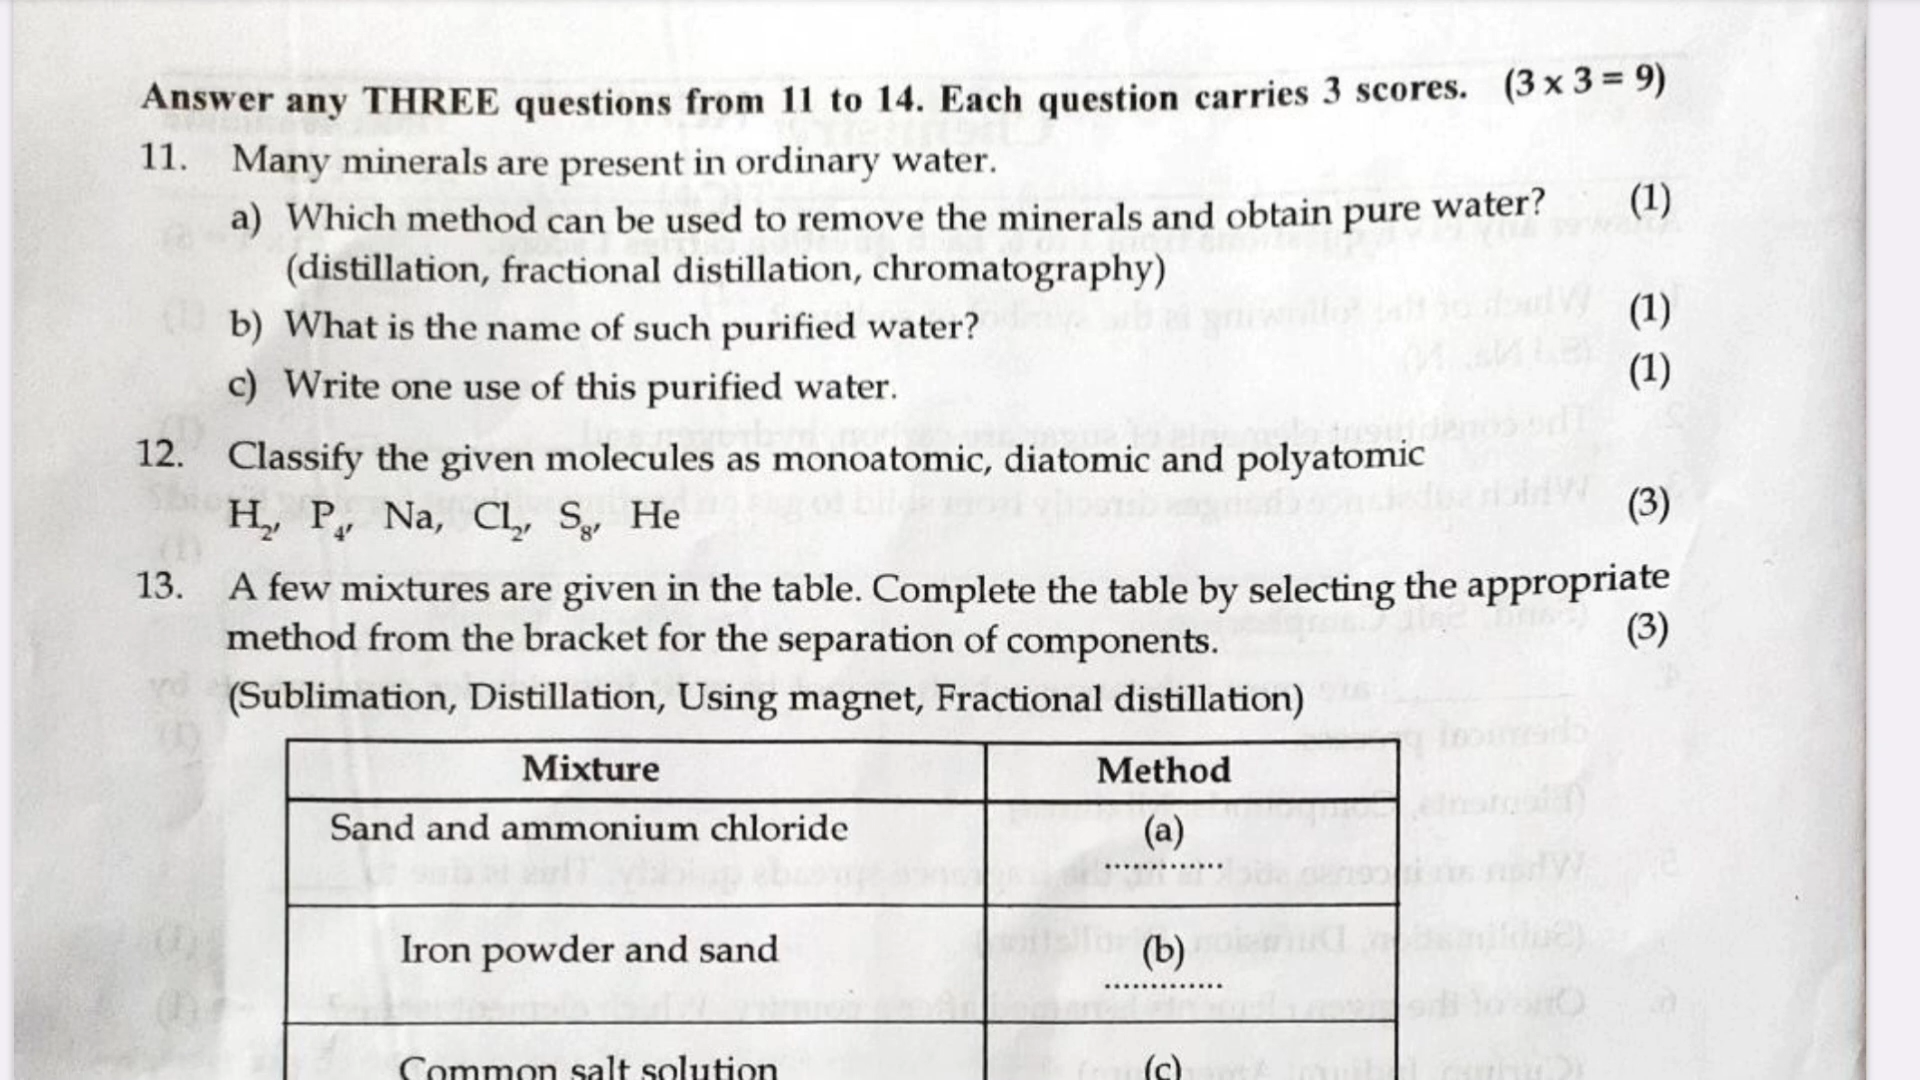 Answer any THREE questions from 11 to 14. Each question carries 3 scores. (3 x 3 = 9)
11. Many minerals are present in ordinary water.
a) Which method can be used to remove the minerals and obtain pure water? (1)
(distillation, fractional distillation, chromatography)
b) What is the name of such purified water? (1)
c) Write one use of this purified water. (1)
12. Classify the given molecules as monoatomic, diatomic and polyatomic
H₂, P₄, Na, Cl₂, S₈, He (3)
13. A few mixtures are given in the table. Complete the table by selecting the appropriate
method from the bracket for the separation of components. (3)
(Sublimation, Distillation, Using magnet, Fractional distillation)
Mixture Method
Sand and ammonium chloride (a)
.............
Iron powder and sand (b)
.............
Common salt solution (c)